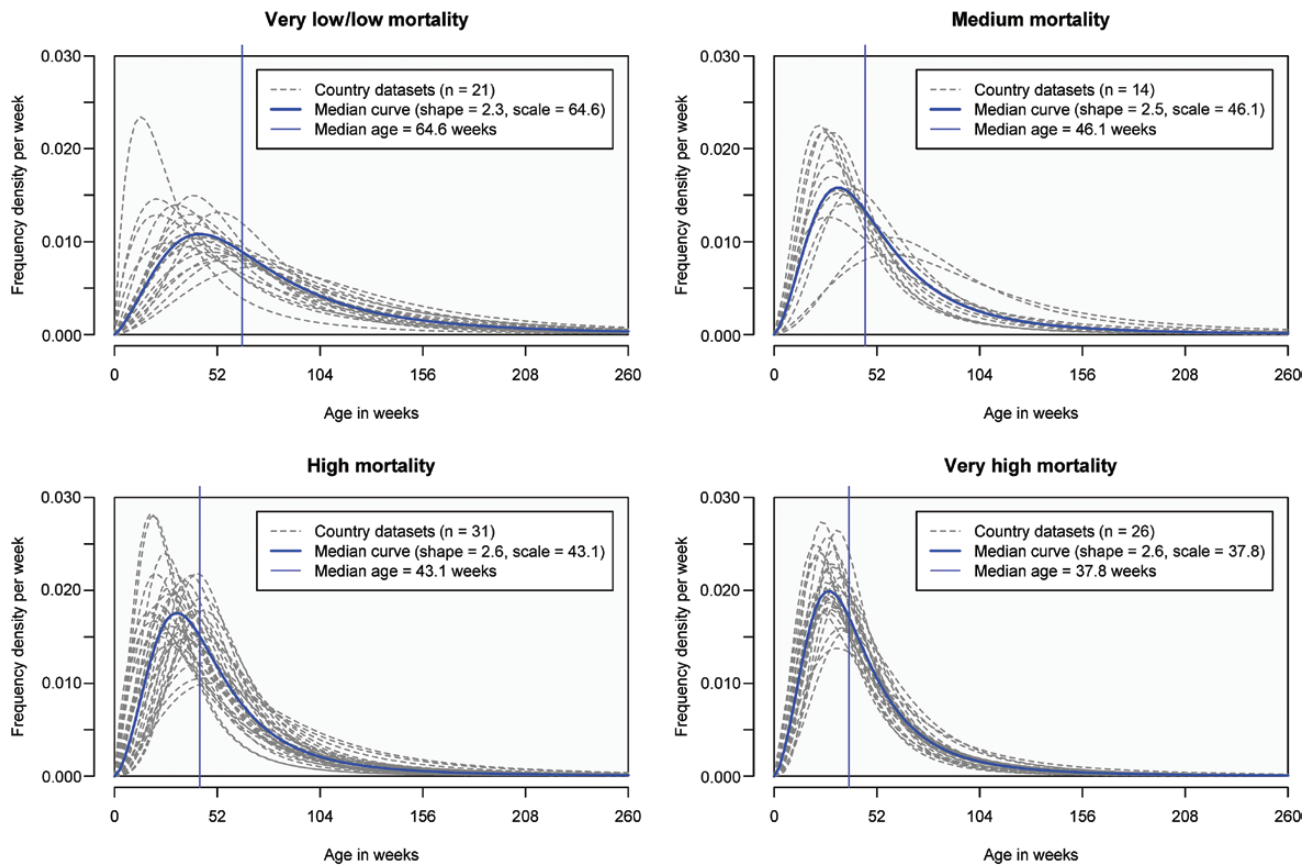 Very low/low mortality
Frequency density per week
0.030
0.020
0.010
0.000
Country datasets (n = 21)
Median curve (shape = 2.3, scale = 64.6)
Median age = 64.6 weeks
0 52 104 156 208 260
Age in weeks
Medium mortality
Frequency density per week
0.030
0.020
0.010
0.000
Country datasets (n = 14)
Median curve (shape = 2.5, scale = 46.1)
Median age = 46.1 weeks
0 52 104 156 208 260
Age in weeks
High mortality
Frequency density per week
0.030
0.020
0.010
0.000
Country datasets (n = 31)
Median curve (shape = 2.6, scale = 43.1)
Median age = 43.1 weeks
0 52 104 156 208 260
Age in weeks
Very high mortality
Frequency density per week
0.030
0.020
0.010
0.000
Country datasets (n = 26)
Median curve (shape = 2.6, scale = 37.8)
Median age = 37.8 weeks
0 52 104 156 208 260
Age in weeks